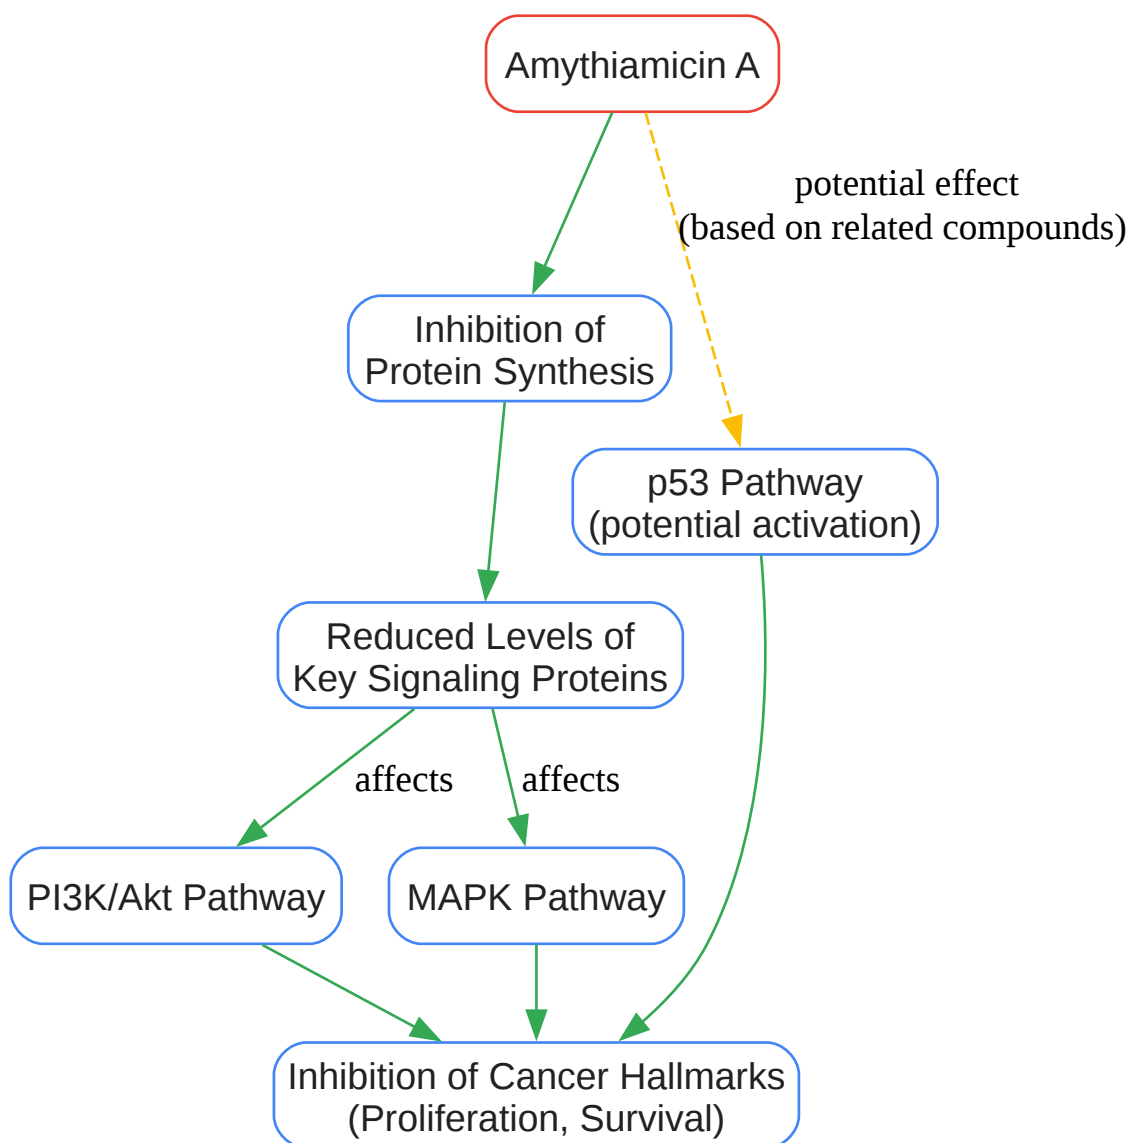 Amythiamicin A
potential effect
(based on related compounds)
Inhibition of
Protein Synthesis
p53 Pathway
(potential activation)
Reduced Levels of
Key Signaling Proteins
affects
affects
PI3K/Akt Pathway
MAPK Pathway
Inhibition of Cancer Hallmarks
(Proliferation, Survival)